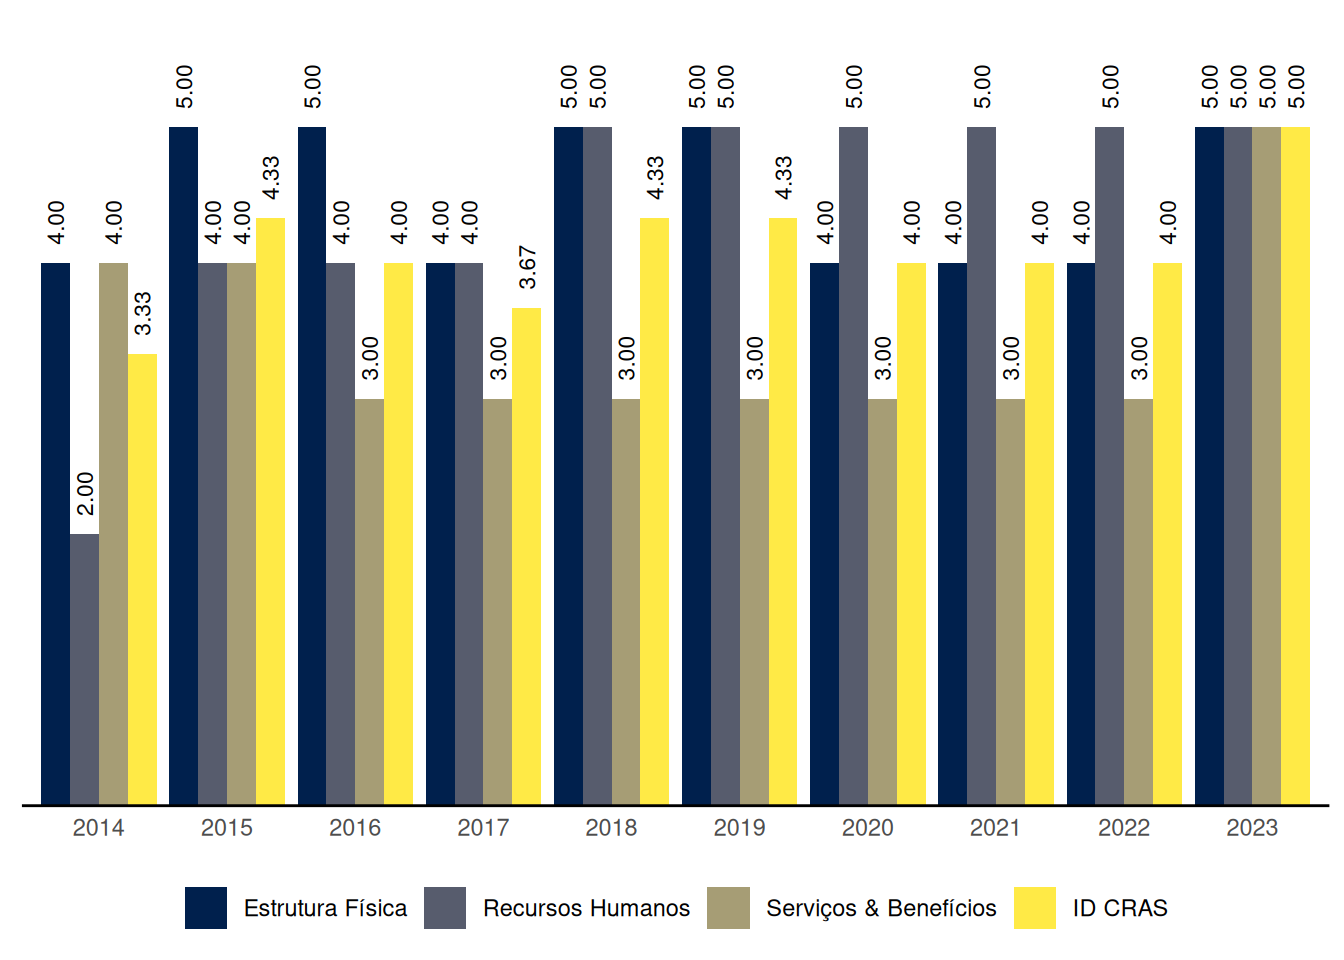 5.00 5.00 5.00 5.00 5.00 5.00 5.00 5.00 5.00 5.00 5.00 5.00 5.00
4.33 4.33 4.33
4.00 4.00 4.00 4.00 4.00 4.00 4.00 4.00 4.00 4.00 4.00 4.00 4.00 4.00
3.67
3.33
3.00 3.00 3.00 3.00 3.00 3.00 3.00
2.00
2014 2015 2016 2017 2018 2019 2020 2021 2022 2023
Estrutura Física Recursos Humanos Serviços & Benefícios ID CRAS